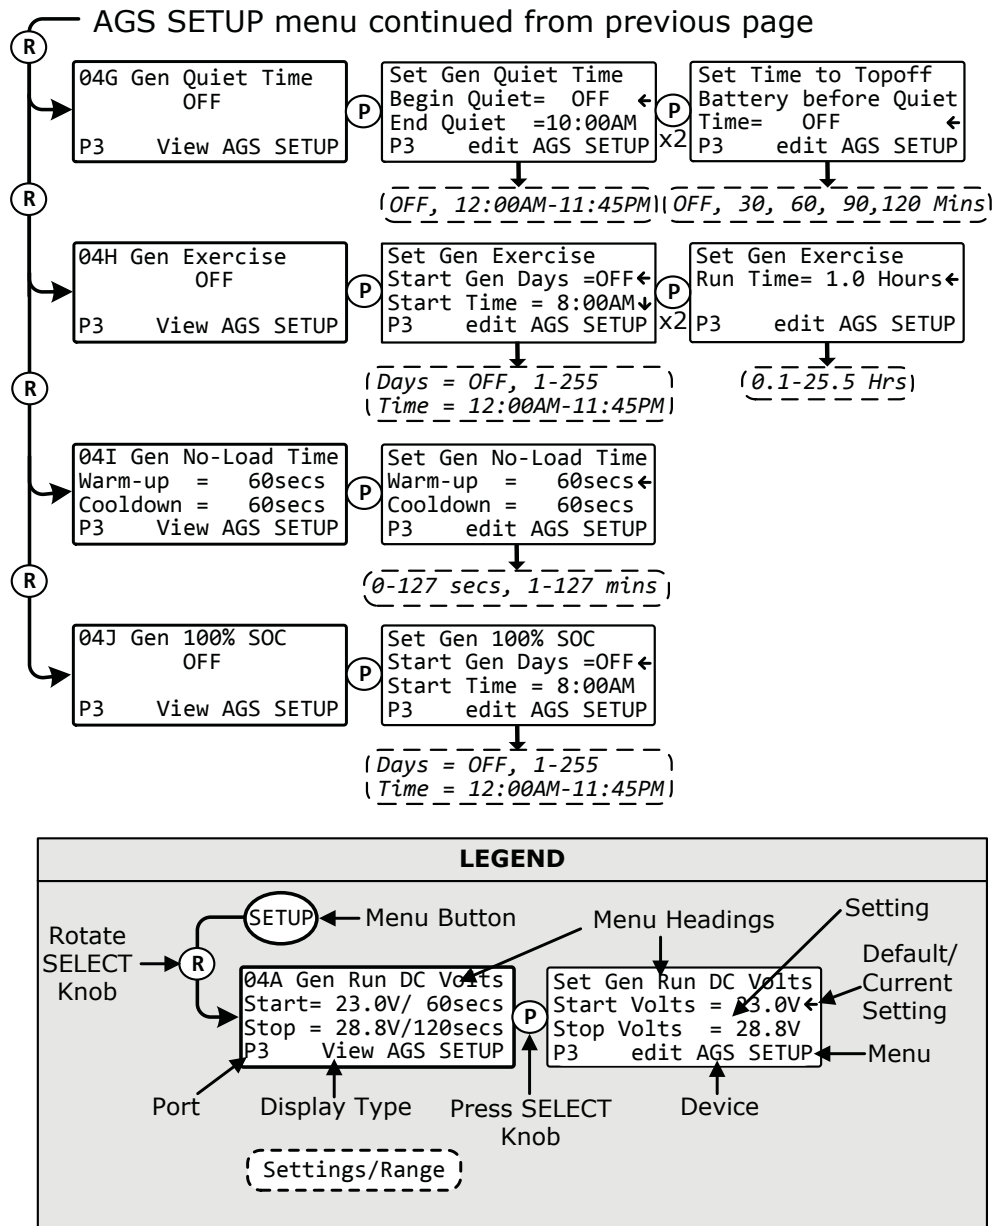 AGS SETUP menu continued from previous page
R
04G Gen Quiet Time
OFF
P3 View AGS SETUP
P
Set Gen Quiet Time
Begin Quiet= OFF ←
End Quiet =10:00AM
P3 edit AGS SETUP
P
x2
Set Time to Topoff
Battery before Quiet
Time= OFF ←
P3 edit AGS SETUP
OFF, 12:00AM-11:45PM
OFF, 30, 60, 90,120 Mins
R
04H Gen Exercise
OFF
P3 View AGS SETUP
P
Set Gen Exercise
Start Gen Days =OFF←
Start Time = 8:00AM↓
P3 edit AGS SETUP
P
x2
Set Gen Exercise
Run Time= 1.0 Hours←
P3 edit AGS SETUP
Days = OFF, 1-255
Time = 12:00AM-11:45PM
0.1-25.5 Hrs
R
04I Gen No-Load Time
Warm-up = 60secs
Cooldown = 60secs
P3 View AGS SETUP
P
Set Gen No-Load Time
Warm-up = 60secs←
Cooldown = 60secs
P3 edit AGS SETUP
0-127 secs, 1-127 mins
R
04J Gen 100% SOC
OFF
P3 View AGS SETUP
P
Set Gen 100% SOC
Start Gen Days =OFF←
Start Time = 8:00AM
P3 edit AGS SETUP
Days = OFF, 1-255
Time = 12:00AM-11:45PM
LEGEND
SETUP
Menu Button
Menu Headings
Setting
Rotate
SELECT
Knob
R
Default/
Current
Setting
04A Gen Run DC Volts
Start= 23.0V/ 60secs
Stop = 28.8V/120secs
P3 View AGS SETUP
P
Set Gen Run DC Volts
Start Volts = 23.0V←
Stop Volts = 28.8V
P3 edit AGS SETUP
Menu
Port
Display Type
Press SELECT
Knob
Device
Settings/Range